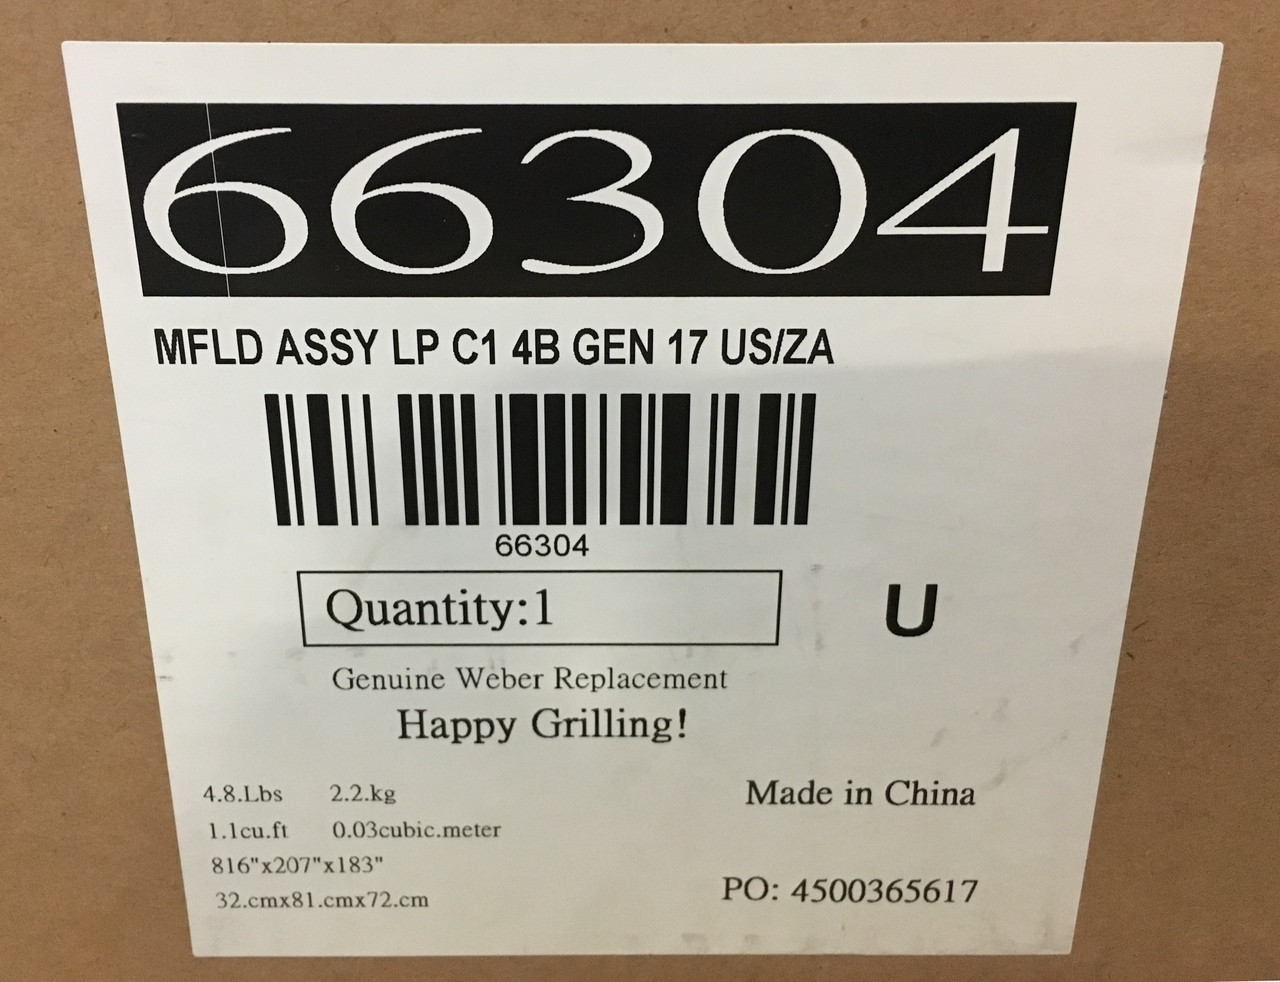 66304
MFLD ASSY LP C1 4B GEN 17 US/ZA
66304
Quantity:1
U
Genuine Weber Replacement
Happy Grilling!
4.8.Lbs 2.2.kg
Made in China
1.1cu.ft 0.03cubic.meter
816"x207"x183"
32.cmx81.cmx72.cm
PO: 4500365617